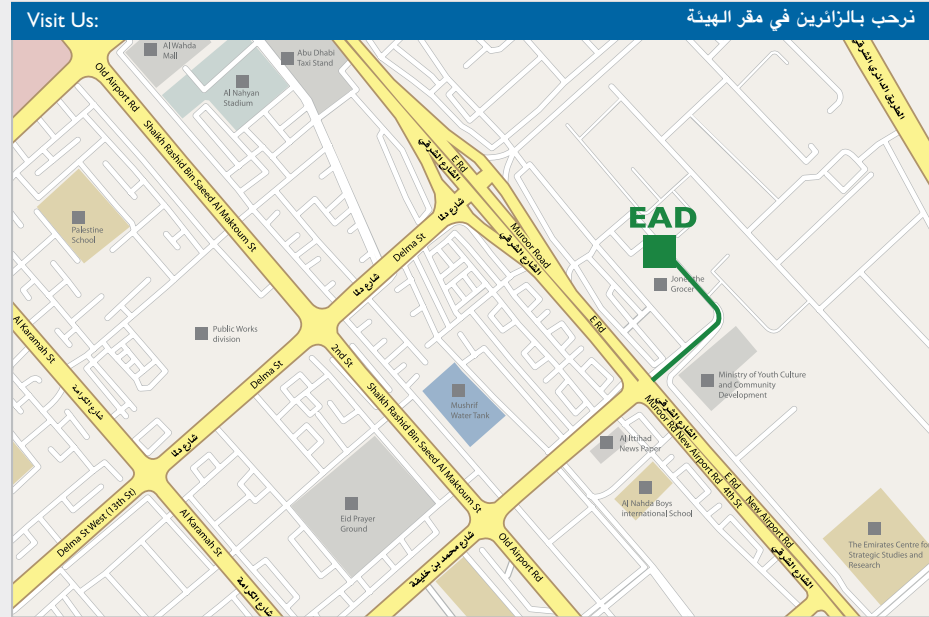 Visit Us:
نرحب بالزائرين في مقر الهيئة
Al Wahda
Mall
Abu Dhabi
Taxi Stand
Al Nahyan
Stadium
Old Airport Rd
Shaikh Rashid Bin Saeed Al Maktoum St
E Rd
الشارع الشرقي
الطريق الدائري الشرقي
شارع دلما
Delma St
Muroor Road
الشارع الشرقي
EAD
Jones the
Grocer
Palestine
School
شارع دلما
E Rd
Al Karamah St
Public Works
division
2nd St
Delma St
Shaikh Rashid Bin Saeed Al Maktoum St
Mushrif
Water Tank
Ministry of Youth Culture
and Community
Development
شارع الكرامة
شارع دلما
الشارع الشرقي
Muroor Rd New Airport Rd 4th St
Al Ittihad
News Papor
E Rd New Airport Rd
Al Nahda Boys
International School
Delma St West (13th St)
Al Karamah St
Eid Prayer
Ground
Old Airport Rd
The Emirates Centre for
Strategic Studies and
Research
شارع محمد بن خليفة
شارع الكرامة
الشارع الشرقي